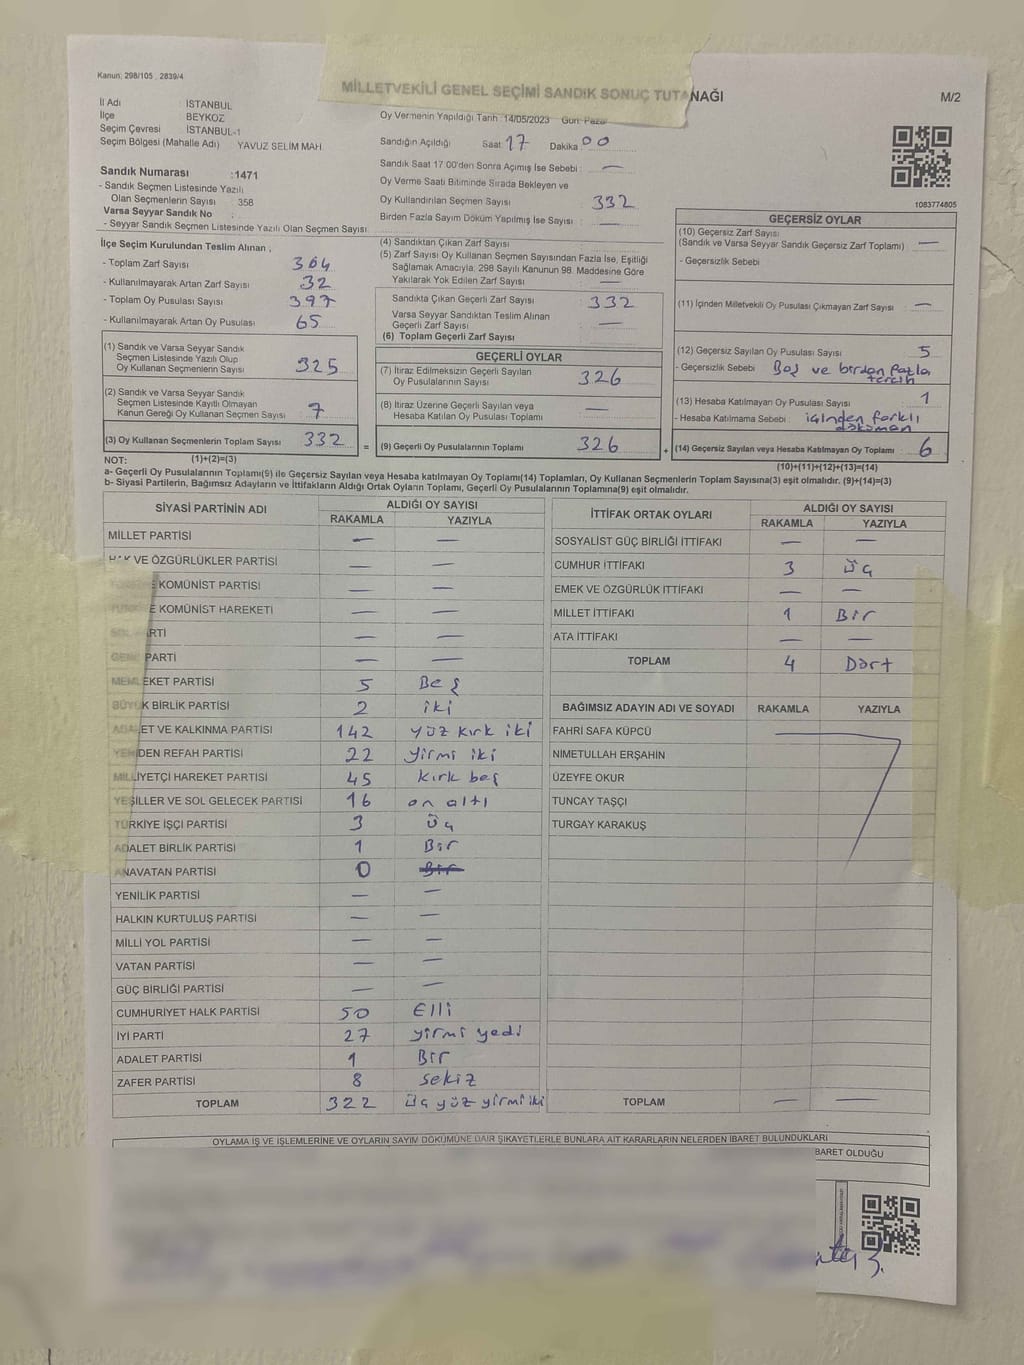 Kanun; 298/105 , 2839/4
MİLLETVEKİLİ GENEL SEÇİMİ SANDIK SONUÇ TUTANAĞI
M/2
İl Adı İSTANBUL
İlçe BEYKOZ
Seçim Çevresi İSTANBUL-1
Seçim Bölgesi (Mahalle Adı) YAVUZ SELİM MAH.
Sandık Numarası :1471
- Sandık Seçmen Listesinde Yazılı
Olan Seçmenlerin Sayısı : 358
Varsa Seyyar Sandık No :
- Seyyar Sandık Seçmen Listesinde Yazılı Olan Seçmen Sayısı :
Oy Vermenin Yapıldığı Tarih :14/05/2023 Gün: Pazar
Sandığın Açıldığı Saat: 17 Dakika: 00
Sandık Saat 17:00'den Sonra Açımış İse Sebebi : —
Oy Verme Saati Bitiminde Sırada Bekleyen ve
Oy Kullandırılan Seçmen Sayısı : 332
Birden Fazla Sayım Döküm Yapılmış İse Sayısı : —
1083774805
İlçe Seçim Kurulundan Teslim Alınan ;
- Toplam Zarf Sayısı : 364
- Kullanılmayarak Artan Zarf Sayısı : 32
- Toplam Oy Pusulası Sayısı : 397
- Kullanılmayarak Artan Oy Pusulası : 65
(1) Sandık ve Varsa Seyyar Sandık
Seçmen Listesinde Yazılı Olup
Oy Kullanan Seçmenlerin Sayısı : 325
(2) Sandık ve Varsa Seyyar Sandık
Seçmen Listesinde Kayıtlı Olmayan
Kanun Gereği Oy Kullanan Seçmen Sayısı : 7
(3) Oy Kullanan Seçmenlerin Toplam Sayısı : 332
(4) Sandıktan Çıkan Zarf Sayısı :
(5) Zarf Sayısı Oy Kullanan Seçmen Sayısından Fazla İse, Eşitliği
Sağlamak Amacıyla; 298 Sayılı Kanunun 98. Maddesine Göre
Yakılarak Yok Edilen Zarf Sayısı : —
Sandıkta Çıkan Geçerli Zarf Sayısı : 332
Varsa Seyyar Sandıktan Teslim Alınan
Geçerli Zarf Sayısı : —
(6) Toplam Geçerli Zarf Sayısı :
GEÇERLİ OYLAR
(7) İtiraz Edilmeksizin Geçerli Sayılan
Oy Pusulalarının Sayısı : 326
(8) İtiraz Üzerine Geçerli Sayılan veya
Hesaba Katılan Oy Pusulası Toplamı : —
= (9) Geçerli Oy Pusulalarının Toplamı : 326
GEÇERSİZ OYLAR
(10) Geçersiz Zarf Sayısı
(Sandık ve Varsa Seyyar Sandık Geçersiz Zarf Toplamı) : —
- Geçersizlik Sebebi :
(11) İçinden Milletvekili Oy Pusulası Çıkmayan Zarf Sayısı : —
(12) Geçersiz Sayılan Oy Pusulası Sayısı : 5
- Geçersizlik Sebebi : Boş ve birden fazla
tercih
(13) Hesaba Katılmayan Oy Pusulası Sayısı : 1
- Hesaba Katılmama Sebebi : içinden farklı
döküman
+ (14) Geçersiz Sayılan veya Hesaba Katılmayan Oy Toplamı : 6
NOT: (1)+(2)=(3)
(10)+(11)+(12)+(13)=(14)
a- Geçerli Oy Pusulalarının Toplamı(9) ile Geçersiz Sayılan veya Hesaba katılmayan Oy Toplamı(14) Toplamları, Oy Kullanan Seçmenlerin Toplam Sayısına(3) eşit olmalıdır. (9)+(14)=(3)
b- Siyasi Partilerin, Bağımsız Adayların ve İttifakların Aldığı Ortak Oyların Toplamı, Geçerli Oy Pusulalarının Toplamına(9) eşit olmalıdır.
SİYASİ PARTİNİN ADI ALDIĞI OY SAYISI
RAKAMLA YAZIYLA
MİLLET PARTİSİ — —
HAK VE ÖZGÜRLÜKLER PARTİSİ — —
KOMÜNİST PARTİSİ — —
KOMÜNİST HAREKETİ — —
SOL PARTİ — —
GENÇ PARTİ — —
MEMLEKET PARTİSİ 5 Beş
BÜYÜK BİRLİK PARTİSİ 2 iki
ADALET VE KALKINMA PARTİSİ 142 yüz kırk iki
YENİDEN REFAH PARTİSİ 22 yirmi iki
MİLLİYETÇİ HAREKET PARTİSİ 45 kırk beş
YEŞİLLER VE SOL GELECEK PARTİSİ 16 on altı
TÜRKİYE İŞÇİ PARTİSİ 3 üç
ADALET BİRLİK PARTİSİ 1 Bir
ANAVATAN PARTİSİ 0 Bir
YENİLİK PARTİSİ — —
HALKIN KURTULUŞ PARTİSİ — —
MİLLİ YOL PARTİSİ — —
VATAN PARTİSİ — —
GÜÇ BİRLİĞİ PARTİSİ — —
CUMHURİYET HALK PARTİSİ 50 Elli
İYİ PARTİ 27 yirmi yedi
ADALET PARTİSİ 1 Bir
ZAFER PARTİSİ 8 sekiz
TOPLAM 322 üç yüz yirmi iki
İTTİFAK ORTAK OYLARI ALDIĞI OY SAYISI
RAKAMLA YAZIYLA
SOSYALİST GÜÇ BİRLİĞİ İTTİFAKI — —
CUMHUR İTTİFAKI 3 üç
EMEK VE ÖZGÜRLÜK İTTİFAKI — —
MİLLET İTTİFAKI 1 Bir
ATA İTTİFAKI — —
TOPLAM 4 Dört
BAĞIMSIZ ADAYIN ADI VE SOYADI RAKAMLA YAZIYLA
FAHRİ SAFA KÜPCÜ
NİMETULLAH ERŞAHİN
ÜZEYFE OKUR
TUNCAY TAŞÇI
TURGAY KARAKUŞ
TOPLAM — —
OYLAMA İŞ VE İŞLEMLERİNE VE OYLARIN SAYIM DÖKÜMÜNE DAİR ŞİKAYETLERLE BUNLARA AİT KARARLARIN NELERDEN İBARET BULUNDUKLARI
BARET OLDUĞU